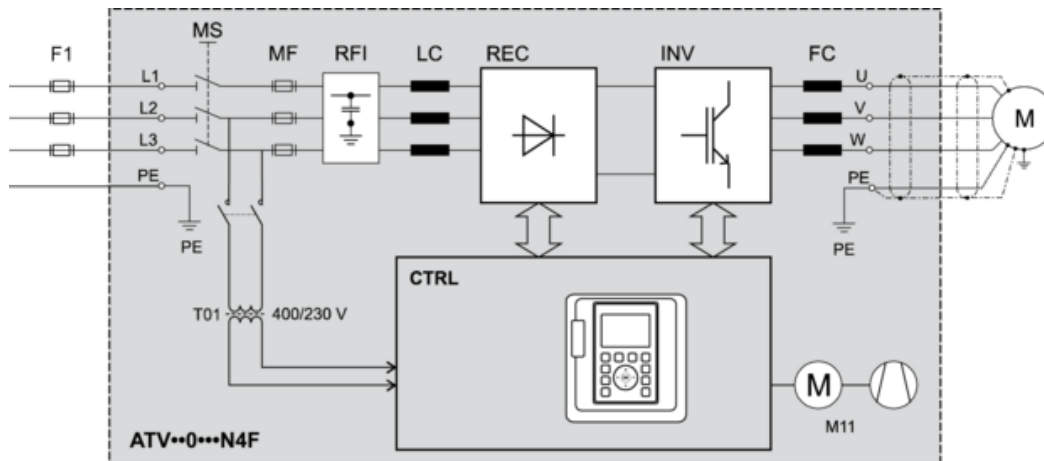 MS
F1 MF RFI LC REC INV FC
L1 U
L2 V M
L3 W
PE PE
PE PE
CTRL
T01 400/230 V
M
M11
ATV••0•••N4F